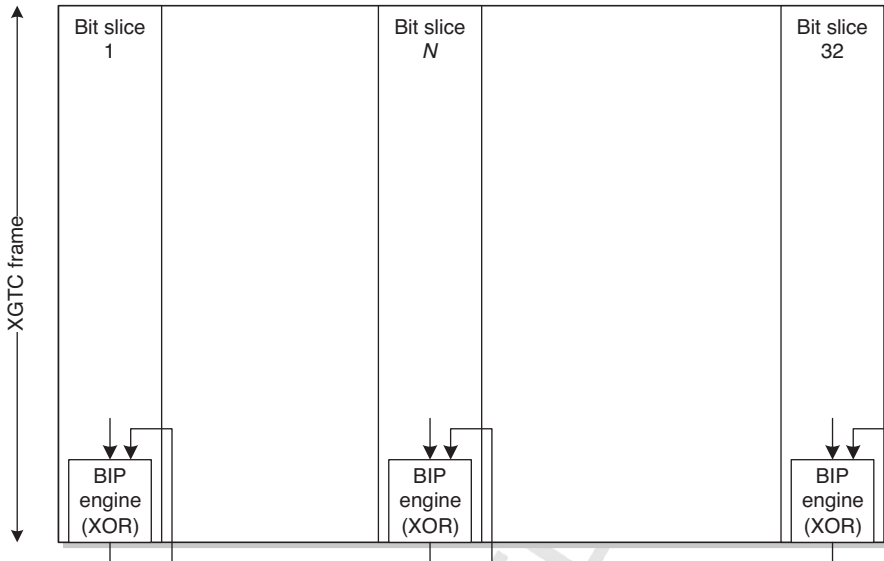 Bit slice
1
Bit slice
N
Bit slice
32
XGTC frame
BIP
engine
(XOR)
BIP
engine
(XOR)
BIP
engine
(XOR)